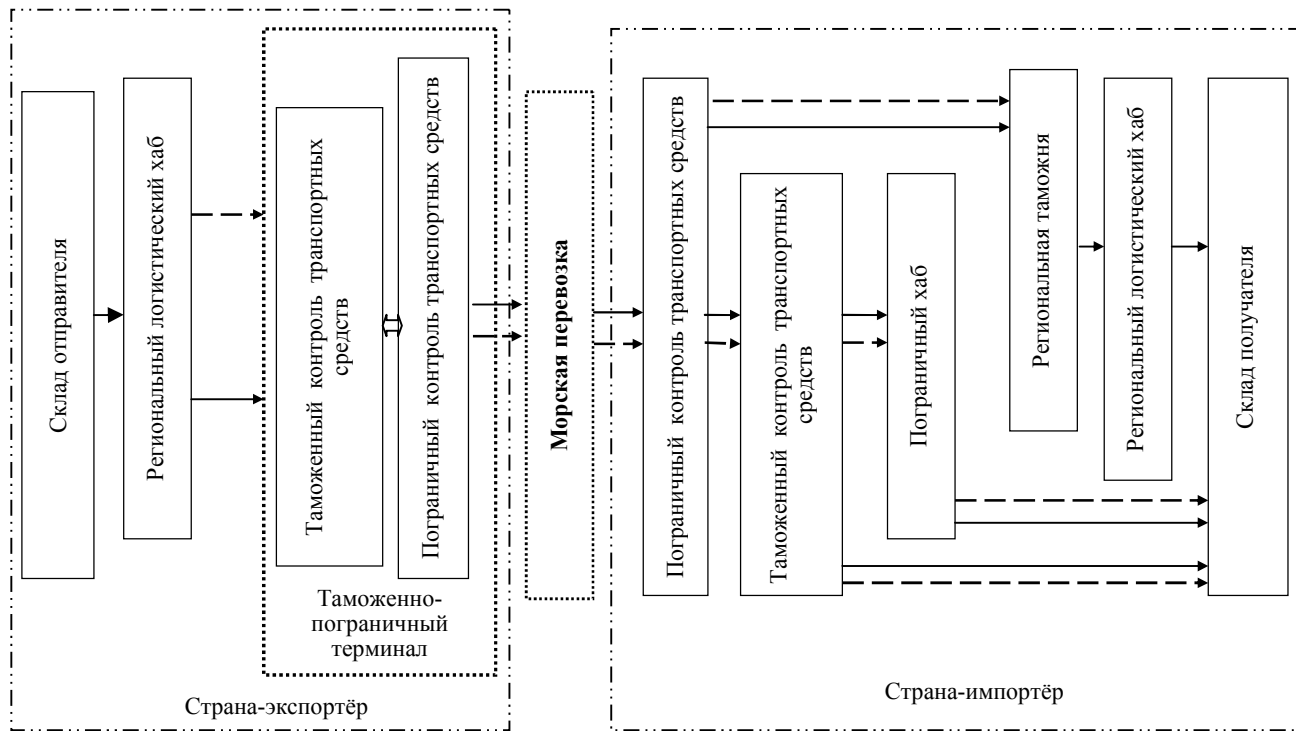 Склад отправителя
Региональный логистический хаб
Таможенный контроль транспортных
средств
Пограничный контроль транспортных средств
Таможенно-
пограничный
терминал
Страна-экспортёр
Морская перевозка
Пограничный контроль транспортных средств
Таможенный контроль транспортных
средств
Пограничный хаб
Региональная таможня
Региональный логистический хаб
Склад получателя
Страна-импортёр